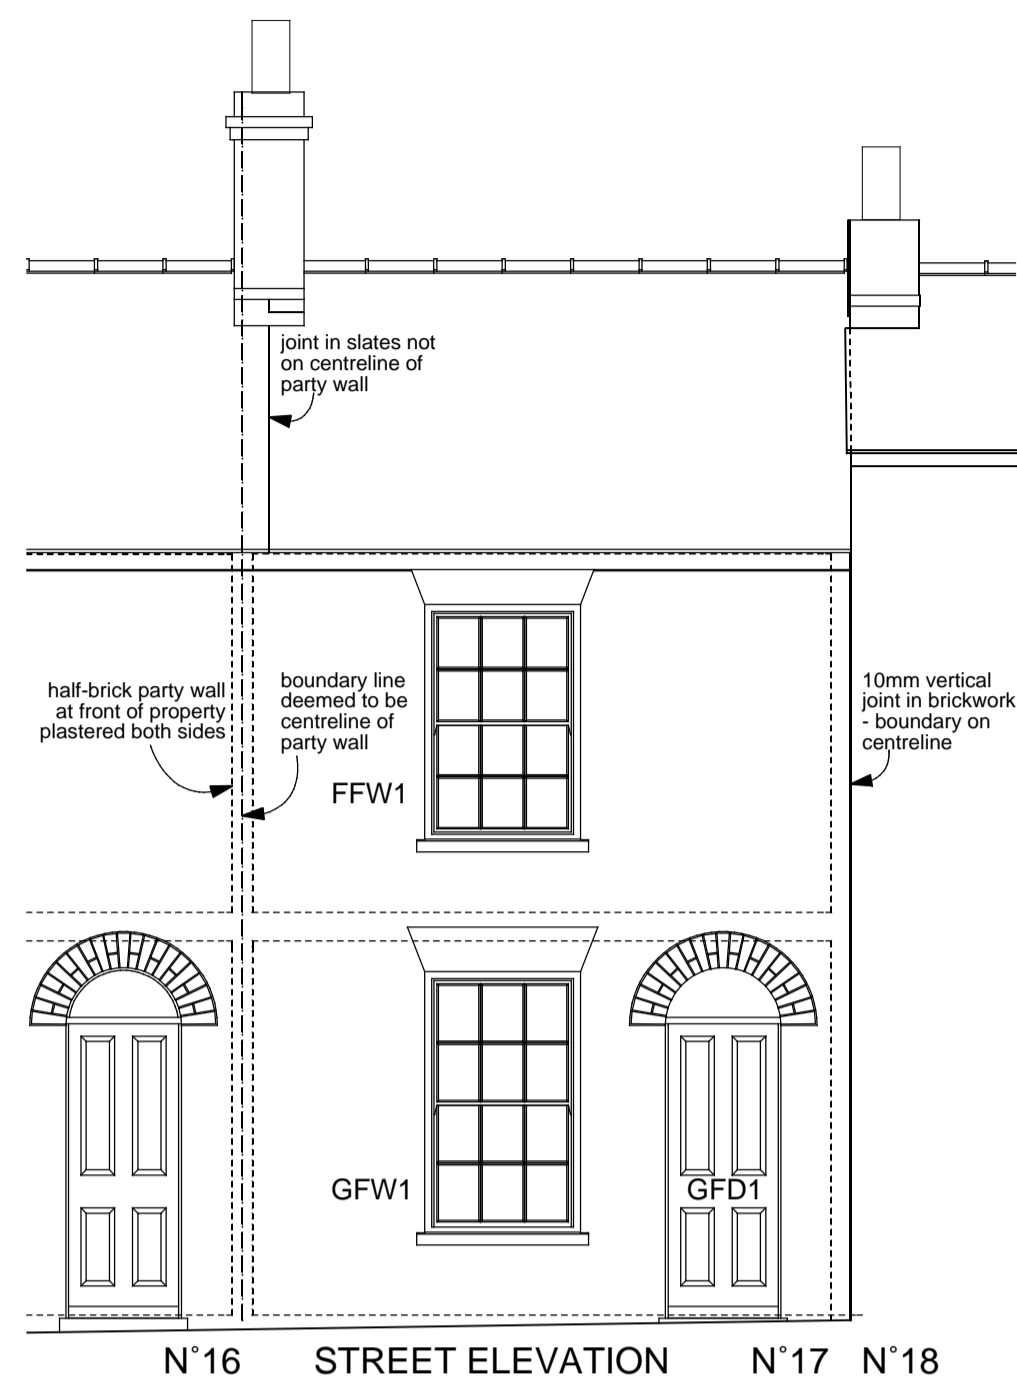 joint in slates not
on centreline of
party wall
half-brick party wall
at front of property
plastered both sides
boundary line
deemed to be
centreline of
party wall
10mm vertical
joint in brickwork
- boundary on
centreline
FFW1
GFW1
GFD1
N°16 STREET ELEVATION N°17 N°18